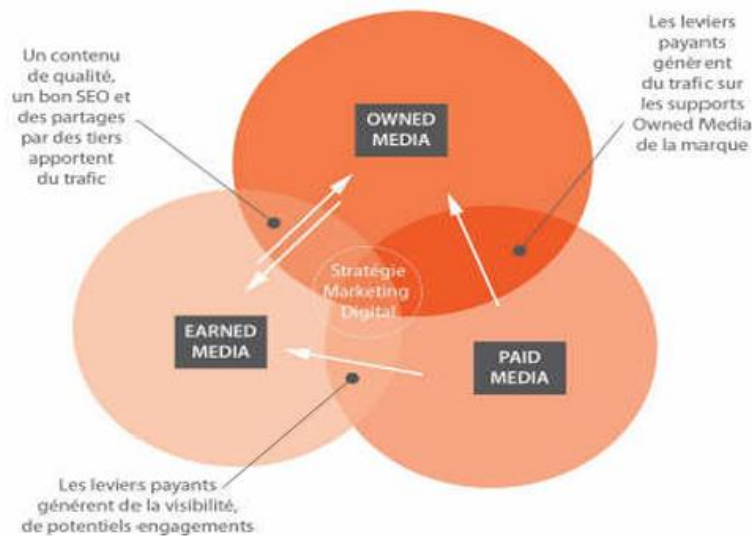 Un contenu
de qualité,
un bon SEO et
des partages
par des tiers
apportent
du trafic
Les leviers
payants
génèrent
du trafic sur
les supports
Owned Media
de la marque
OWNED
MEDIA
Stratégie
Marketing
Digital
EARNED
MEDIA
PAID
MEDIA
Les leviers payants
générent de la visibilité,
de potentiels engagements